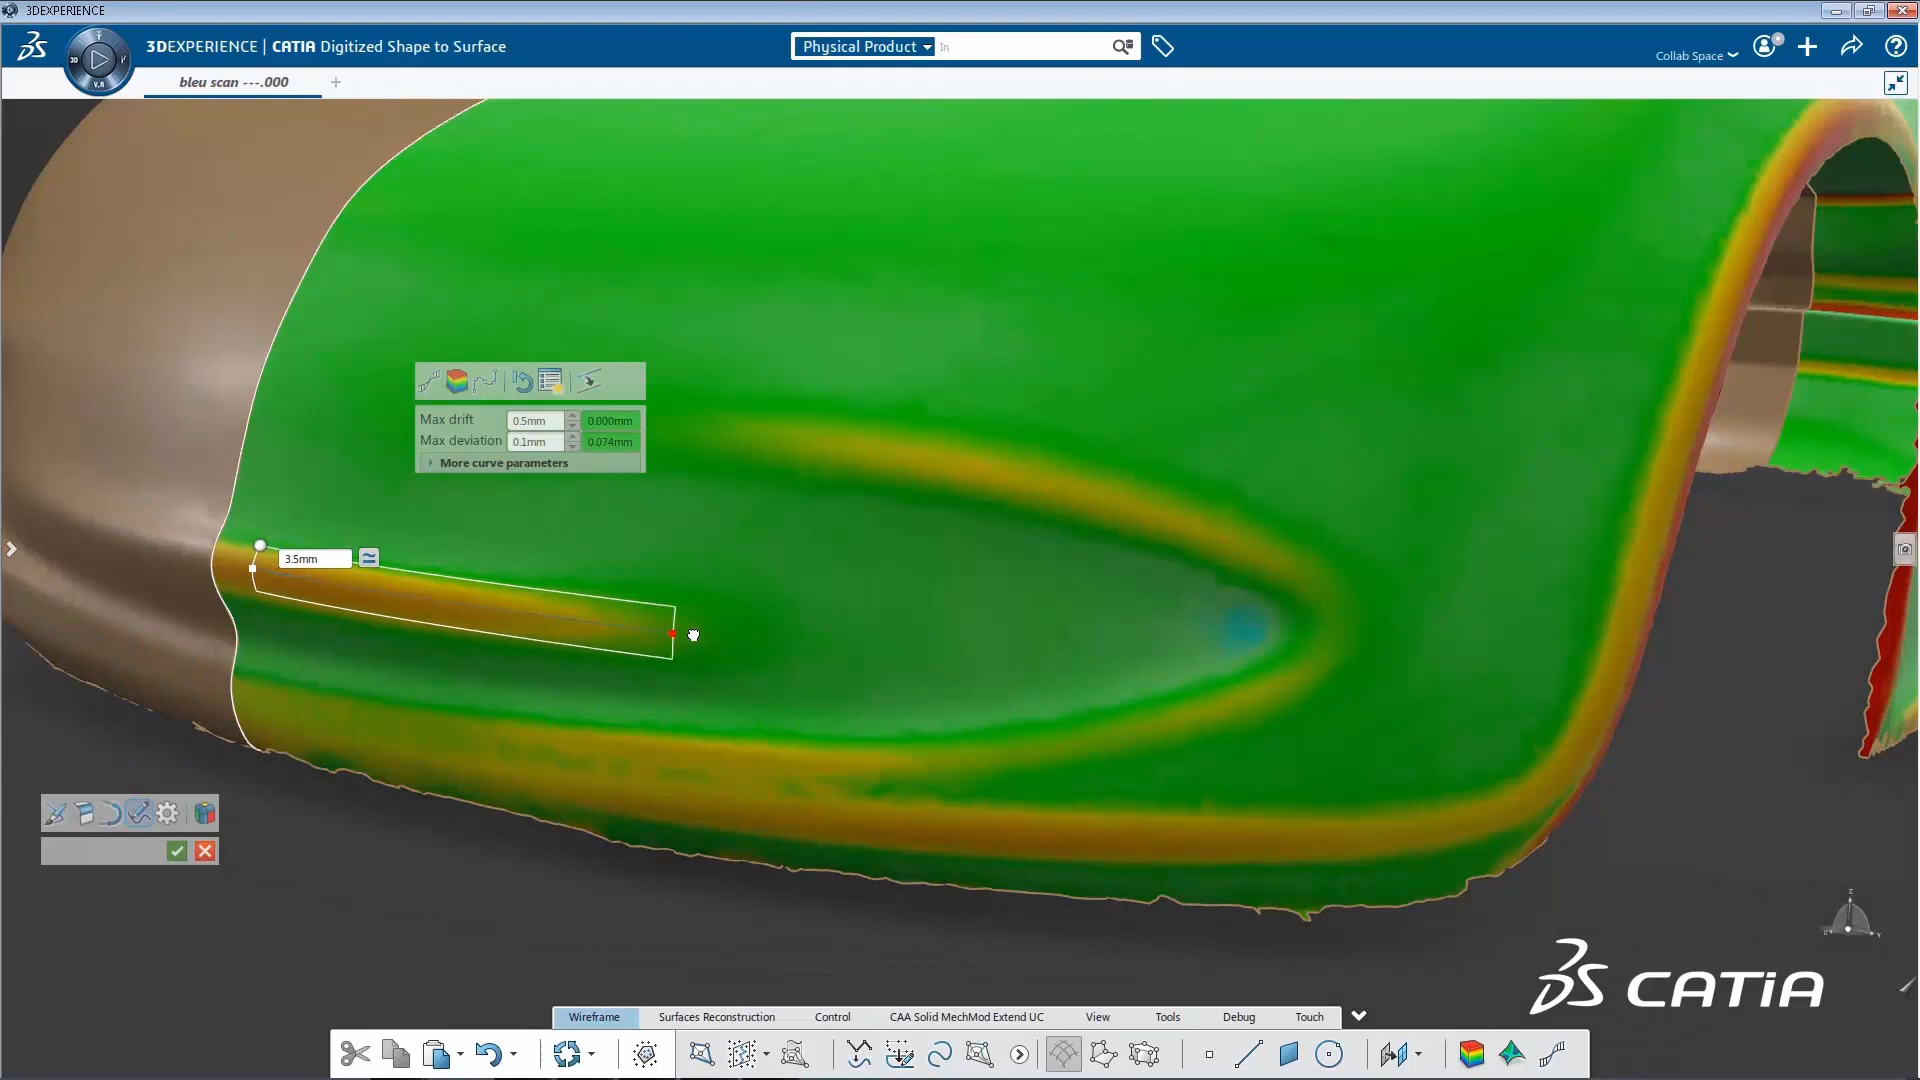 3DEXPERIENCE
3DEXPERIENCE | CATIA Digitized Shape to Surface
Physical Product
In
Collab Space
3D
V.R
bleu scan ---.000
Max drift 0.5mm 0.000mm
Max deviation 0.1mm 0.074mm
More curve parameters
3.5mm
CATIA
Wireframe Surfaces Reconstruction Control CAA Solid MechMod Extend UC View Tools Debug Touch